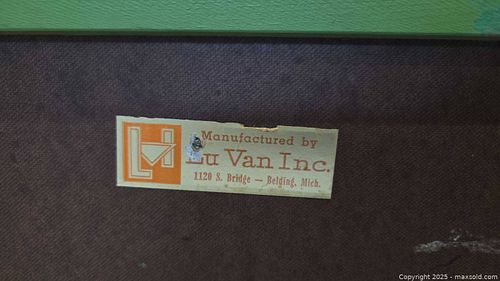 Manufactured by
Lu Van Inc.
1120 S. Bridge — Belding, Mich.
Copyright © 2025 - maxsold.com